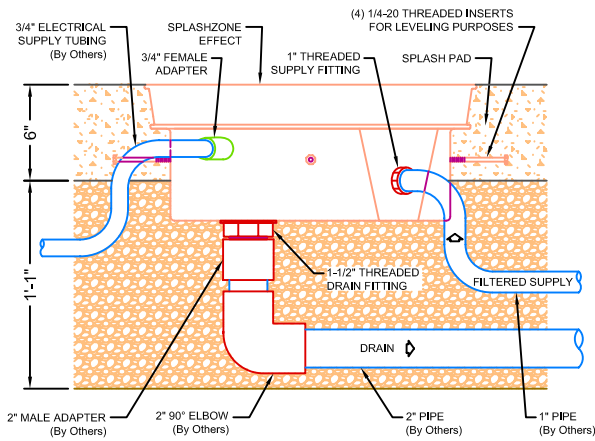 3/4" ELECTRICAL
SUPPLY TUBING
(By Others)
SPLASHZONE
EFFECT
3/4" FEMALE
ADAPTER
1" THREADED
SUPPLY FITTING
(4) 1/4-20 THREADED INSERTS
FOR LEVELING PURPOSES
SPLASH PAD
6"
1'-1"
1-1/2" THREADED
DRAIN FITTING
FILTERED SUPPLY
DRAIN
2" MALE ADAPTER
(By Others)
2" 90° ELBOW
(By Others)
2" PIPE
(By Others)
1" PIPE
(By Others)